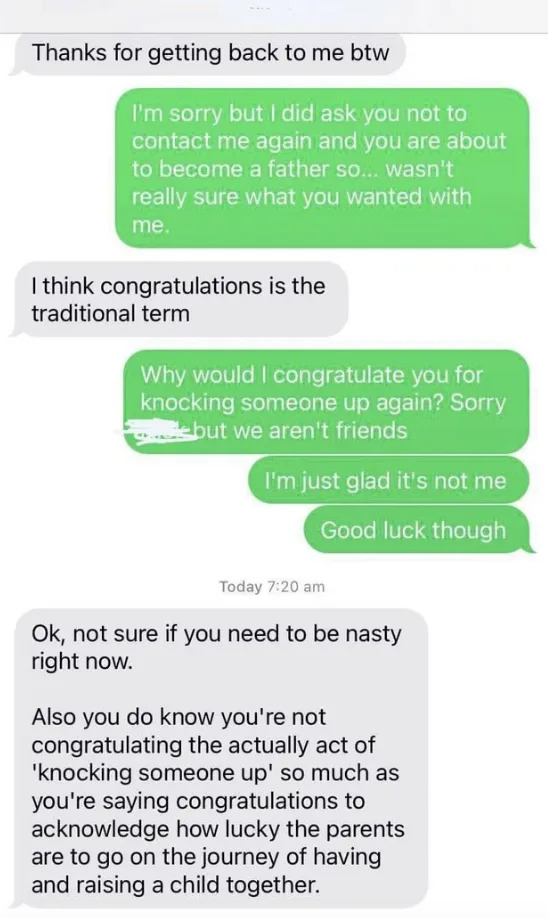 Thanks for getting back to me btw
I'm sorry but I did ask you not to
contact me again and you are about
to become a father so... wasn't
really sure what you wanted with
me.
I think congratulations is the
traditional term
Why would I congratulate you for
knocking someone up again? Sorry
but we aren't friends
I'm just glad it's not me
Good luck though
Today 7:20 am
Ok, not sure if you need to be nasty
right now.
Also you do know you're not
congratulating the actually act of
'knocking someone up' so much as
you're saying congratulations to
acknowledge how lucky the parents
are to go on the journey of having
and raising a child together.